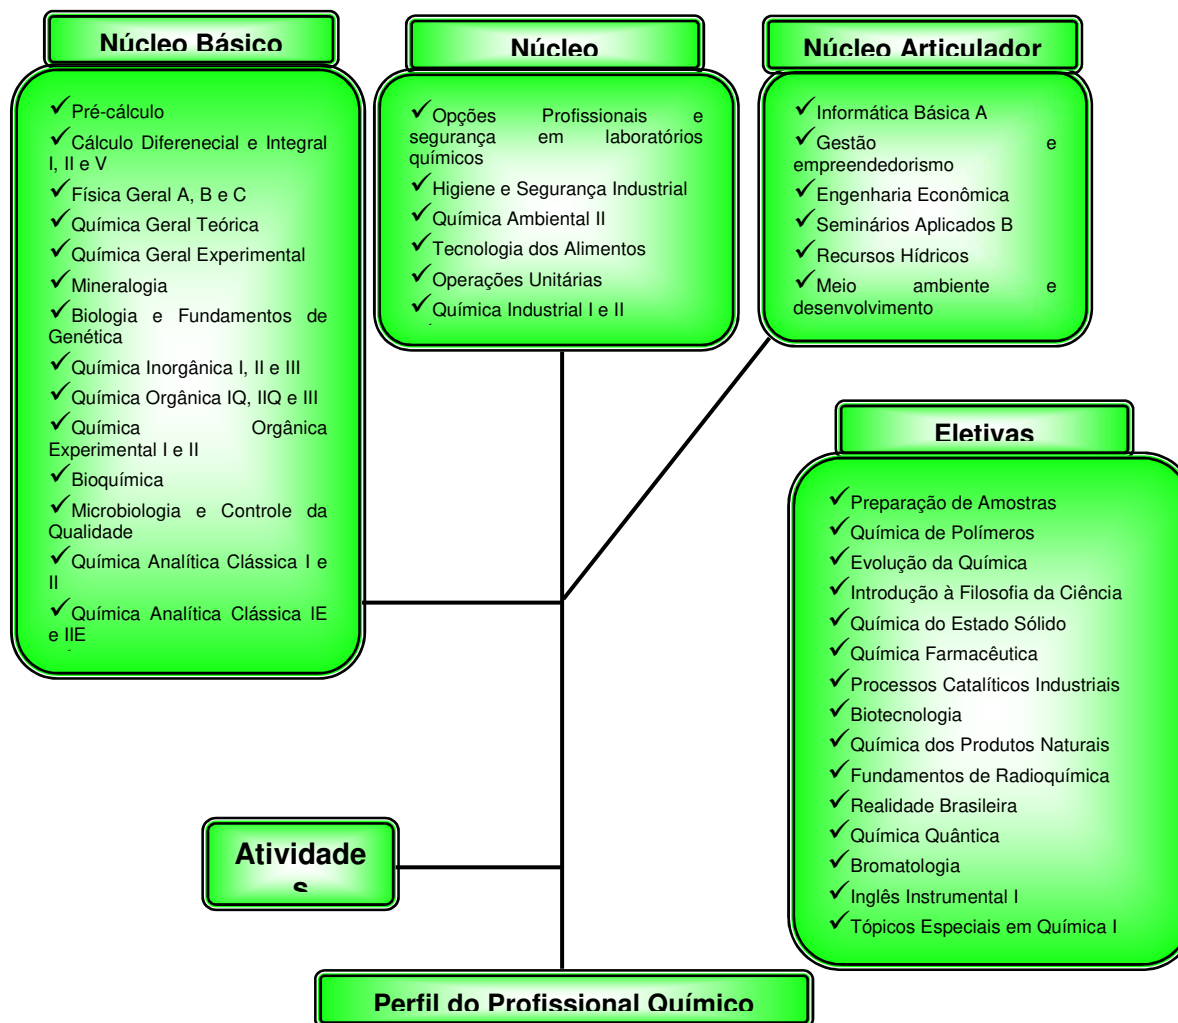 Núcleo Básico
✓Pré-cálculo
✓Cálculo Diferenecial e Integral
I, II e V
✓Física Geral A, B e C
✓Química Geral Teórica
✓Química Geral Experimental
✓Mineralogia
✓Biologia e Fundamentos de
Genética
✓Química Inorgânica I, II e III
✓Química Orgânica IQ, IIQ e III
✓Química Orgânica
Experimental I e II
✓Bioquímica
✓Microbiologia e Controle da
Qualidade
✓Química Analítica Clássica I e
II
✓Química Analítica Clássica IE
e IIE
Núcleo
✓Opções Profissionais e
segurança em laboratórios
químicos
✓Higiene e Segurança Industrial
✓Química Ambiental II
✓Tecnologia dos Alimentos
✓Operações Unitárias
✓Química Industrial I e II
Núcleo Articulador
✓Informática Básica A
✓Gestão e
empreendedorismo
✓Engenharia Econômica
✓Seminários Aplicados B
✓Recursos Hídricos
✓Meio ambiente e
desenvolvimento
Eletivas
✓Preparação de Amostras
✓Química de Polímeros
✓Evolução da Química
✓Introdução à Filosofia da Ciência
✓Química do Estado Sólido
✓Química Farmacêutica
✓Processos Catalíticos Industriais
✓Biotecnologia
✓Química dos Produtos Naturais
✓Fundamentos de Radioquímica
✓Realidade Brasileira
✓Química Quântica
✓Bromatologia
✓Inglês Instrumental I
✓Tópicos Especiais em Química I
Atividade
s
Perfil do Profissional Químico